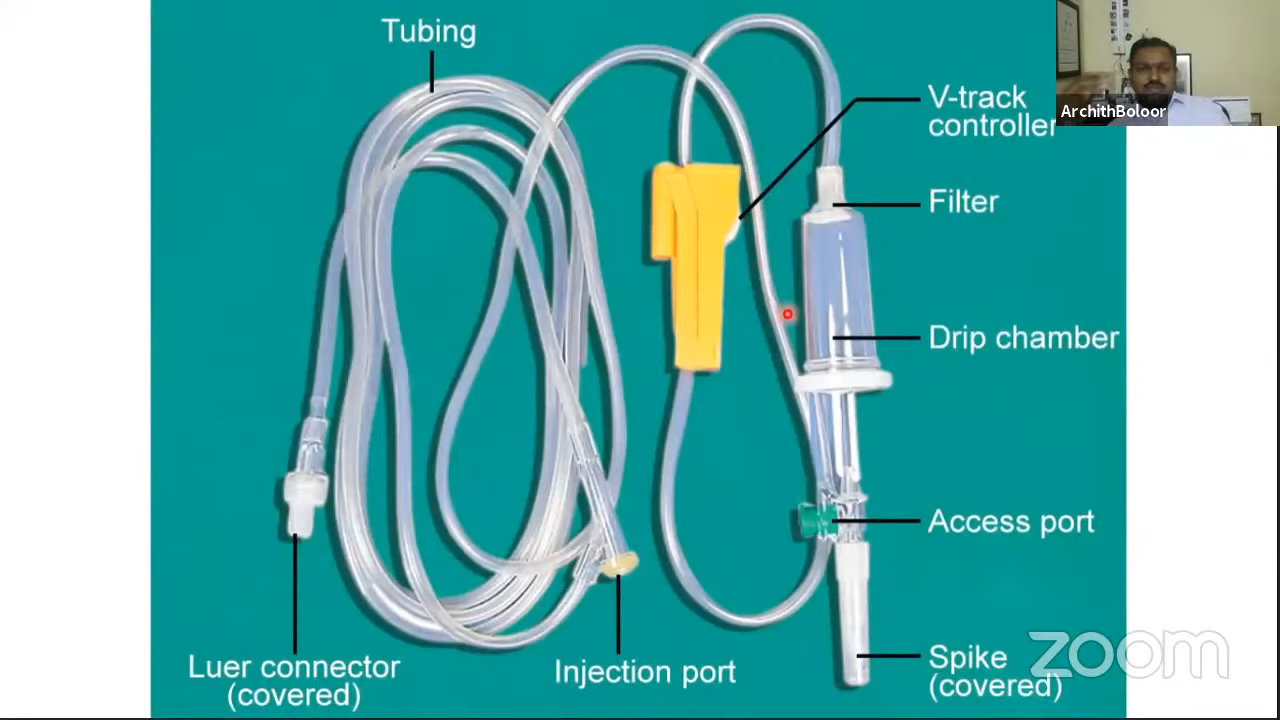 Tubing
V-track
controller
ArchithBoloor
Filter
Drip chamber
Access port
Spike
(covered)
Injection port
Luer connector
(covered)
zoom